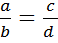 a/b = c/d